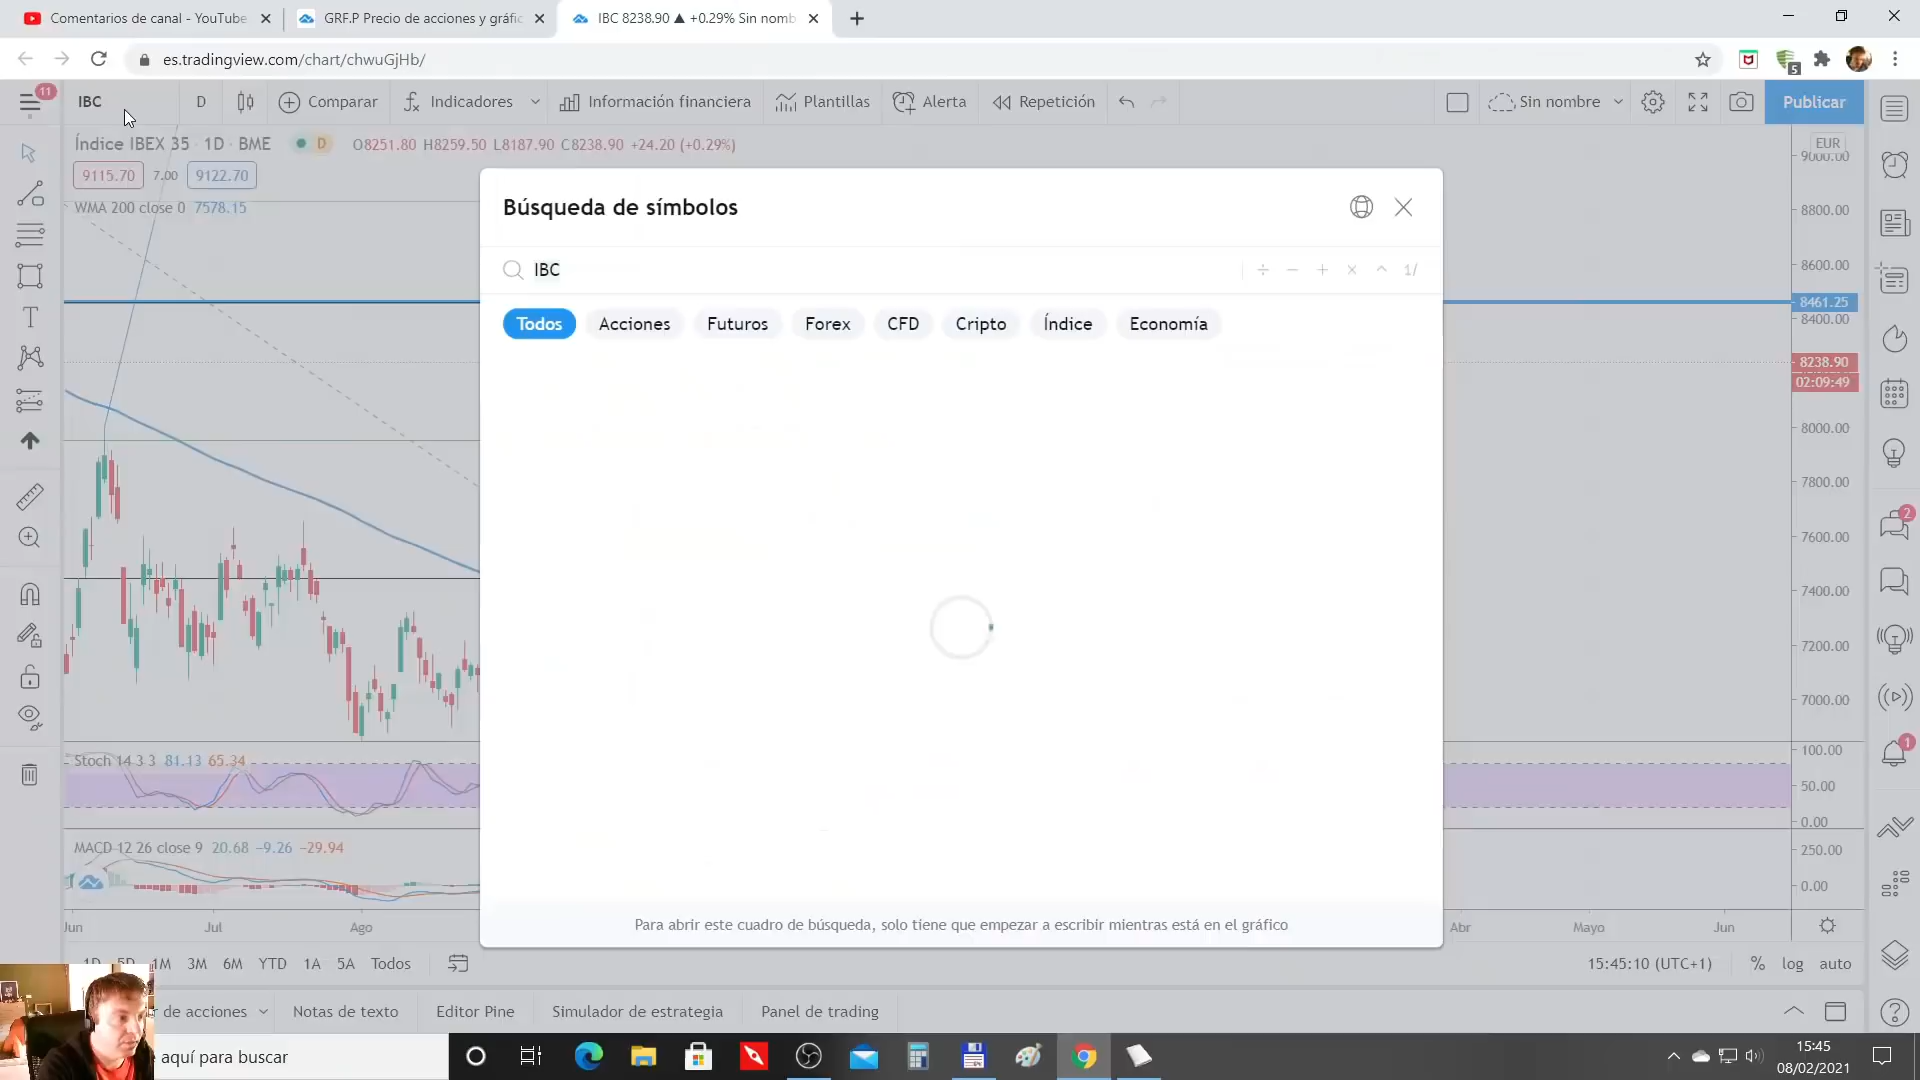 Comentarios de canal - YouTube
GRF.P Precio de acciones y gráfic
IBC 8238.90 ▲ +0.29% Sin nomb
es.tradingview.com/chart/chwuGjHb/
5
11
IBC
D
Comparar
Indicadores
Información financiera
Plantillas
Alerta
Repetición
Sin nombre
Publicar
Índice IBEX 35 · 1D · BME
D
O8251.80 H8259.50 L8187.90 C8238.90 +24.20 (+0.29%)
9115.70
7.00
9122.70
WMA 200 close 0 7578.15
EUR
9000.00
8800.00
8600.00
8461.25
8400.00
8238.90
02:09:49
8000.00
7800.00
7600.00
7400.00
7200.00
7000.00
Búsqueda de símbolos
IBC
÷ − + × ^ 1/
Todos
Acciones
Futuros
Forex
CFD
Cripto
Índice
Economía
Para abrir este cuadro de búsqueda, solo tiene que empezar a escribir mientras está en el gráfico
2
1
Stoch 14 3 3 81.13 65.34
100.00
50.00
0.00
MACD 12 26 close 9 20.68 −9.26 −29.94
250.00
0.00
Jun
Jul
Ago
Abr
Mayo
Jun
1D 5D 1M 3M 6M YTD 1A 5A Todos
15:45:10 (UTC+1)
%
log
auto
de acciones
Notas de texto
Editor Pine
Simulador de estrategia
Panel de trading
aquí para buscar
15:45
08/02/2021